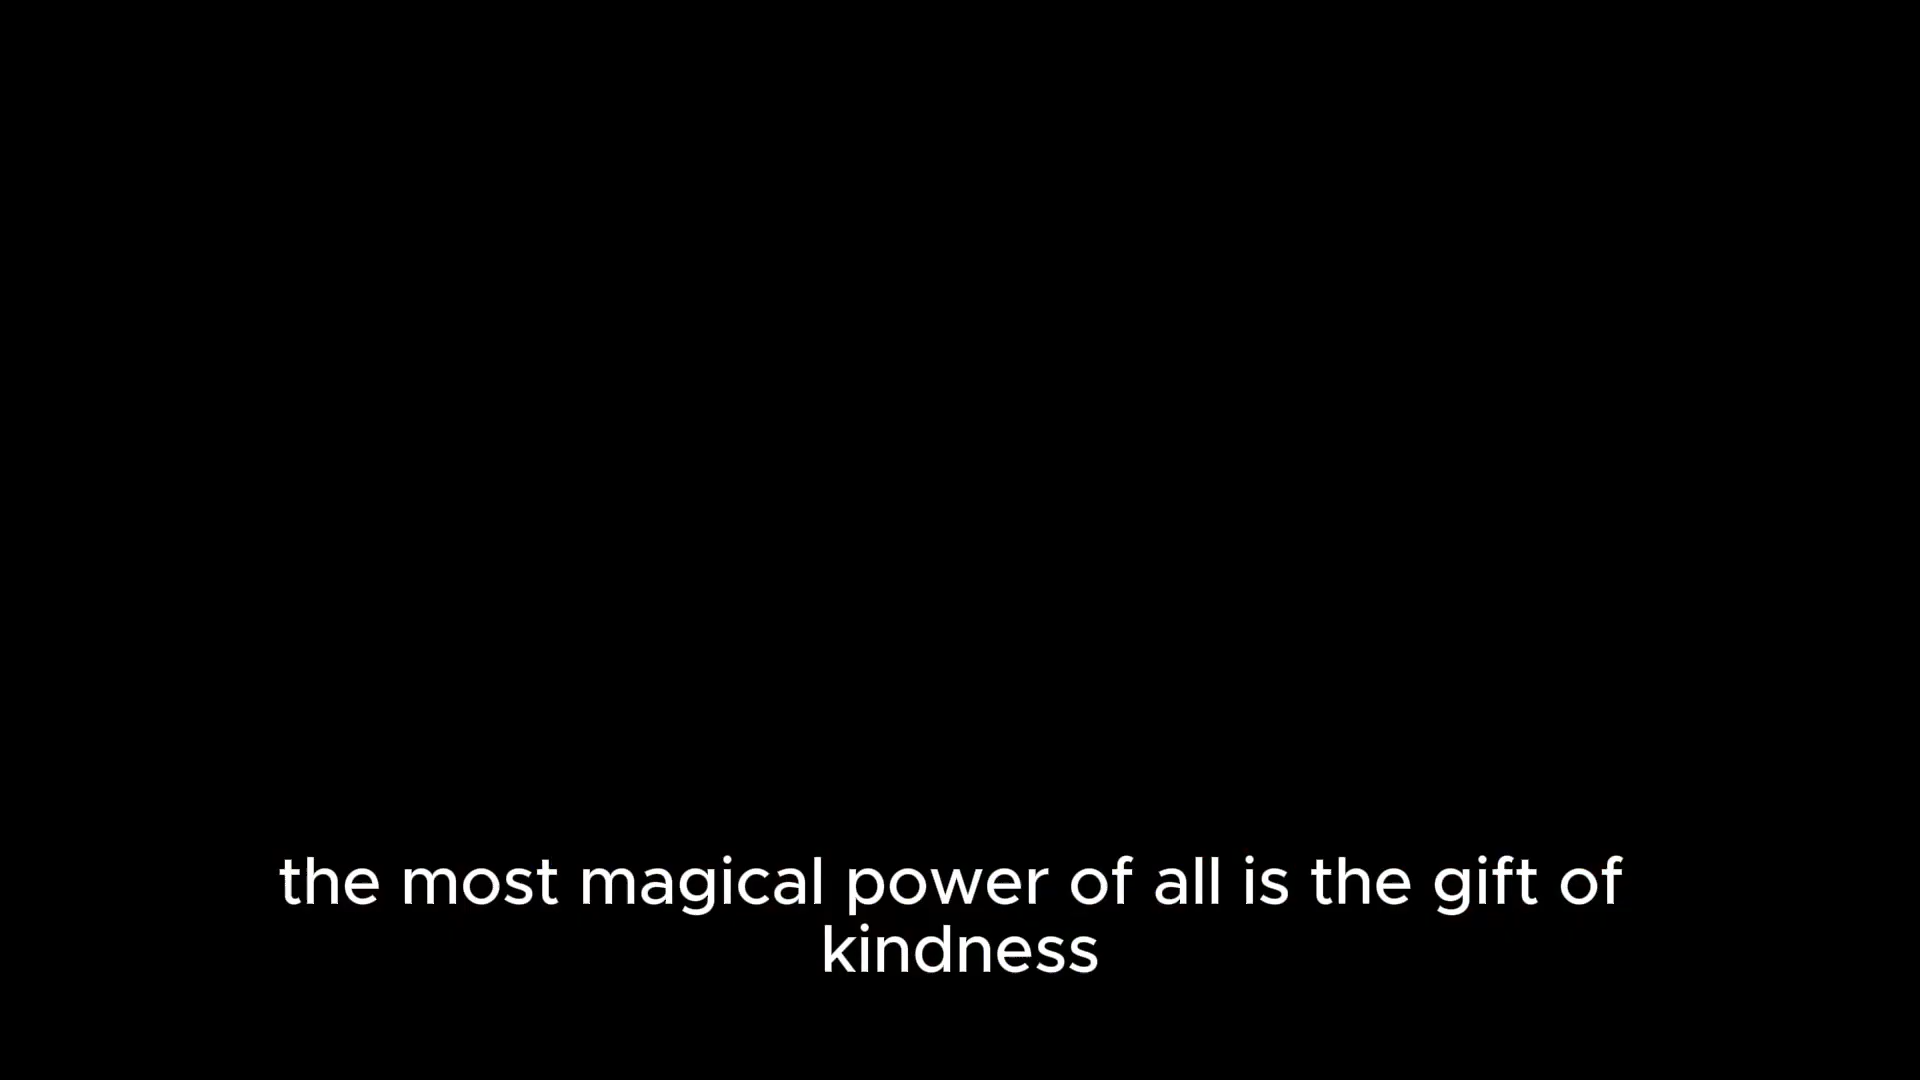 the most magical power of all is the gift of
kindness